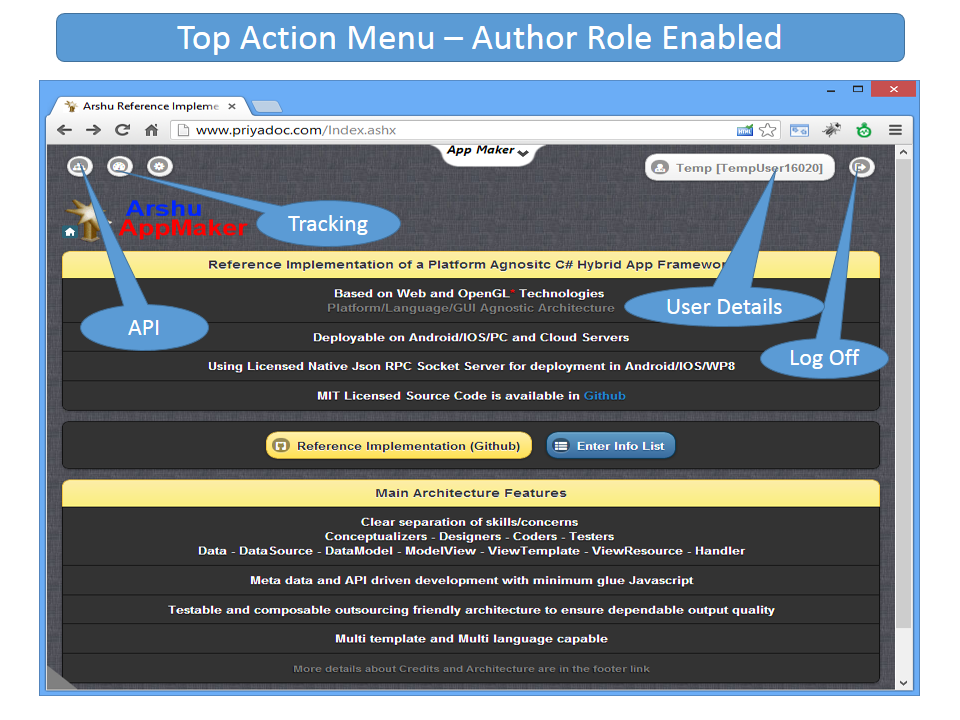 Top Action Menu – Author Role Enabled
Arshu Reference Impleme
www.priyadoc.com/Index.ashx
App Maker
Temp [TempUser16020]
Arshu
AppMaker
Tracking
Reference Implementation of a Platform Agnositc C# Hybrid App Framewor
Based on Web and OpenGL* Technologies
Platform/Language/GUI Agnostic Architecture
User Details
API
Deployable on Android/IOS/PC and Cloud Servers
Log Off
Using Licensed Native Json RPC Socket Server for deployment in Android/IOS/WP8
MIT Licensed Source Code is available in Github
Reference Implementation (Github)
Enter Info List
Main Architecture Features
Clear separation of skills/concerns
Conceptualizers - Designers - Coders - Testers
Data - DataSource - DataModel - ModelView - ViewTemplate - ViewResource - Handler
Meta data and API driven development with minimum glue Javascript
Testable and composable outsourcing friendly architecture to ensure dependable output quality
Multi template and Multi language capable
More details about Credits and Architecture are in the footer link